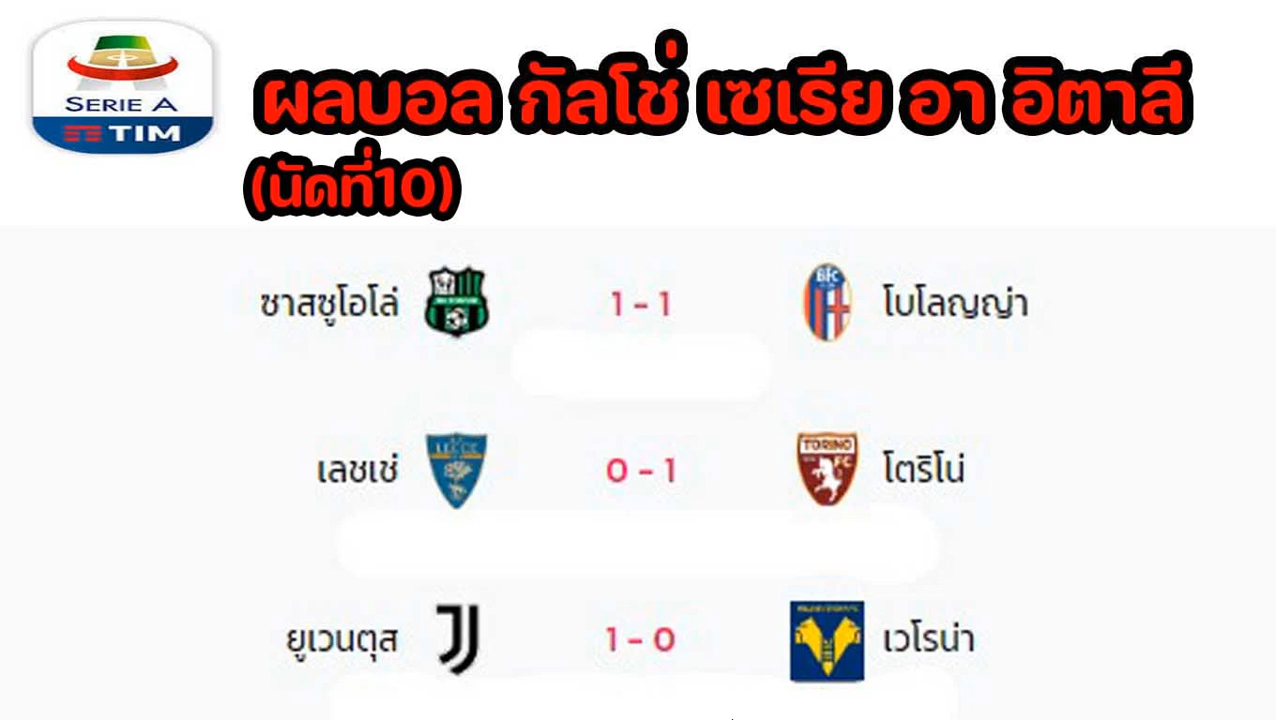 SERIE A
TIM
ผลบอล กัลโช่ เซเรีย อา อิตาลี
(นัดที่10)
ซาสซูโอโล่ 1 - 1 โบโลญญ่า
เลชเช่ 0 - 1 โตริโน่
TORINO
FC
ยูเวนตุส 1 - 0 เวโรน่า